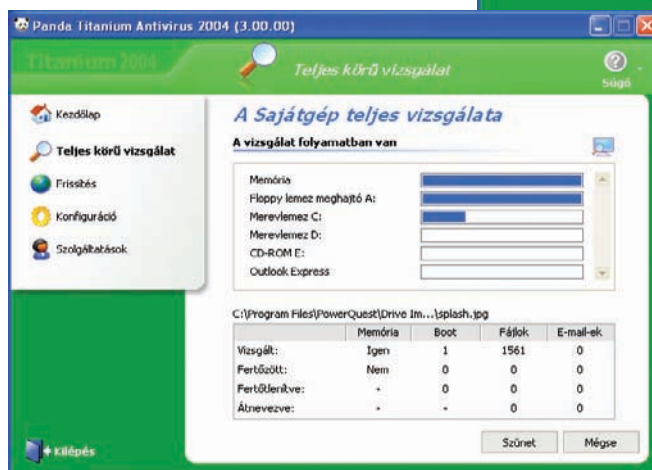 Panda Titanium Antivirus 2004 (3.00.00)
Titanium 2004
Teljes körű vizsgálat
Súgó
Kezdőlap
Teljes körű vizsgálat
Frissítés
Konfiguráció
Szolgáltatások
Kilépés
A Sajátgép teljes vizsgálata
A vizsgálat folyamatban van
Memória
Floppy lemez meghajtó A:
Merevlemez C:
Merevlemez D:
CD-ROM E:
Outlook Express
C:\Program Files\PowerQuest\Drive Im...\splash.jpg
Memória Boot Fájlok E-mail-ek
Vizsgált: Igen 1 1561 0
Fertőzött: Nem 0 0 0
Fertőtlenítve: - 0 0 0
Átnevezve: - - 0 0
Szünet Mégse